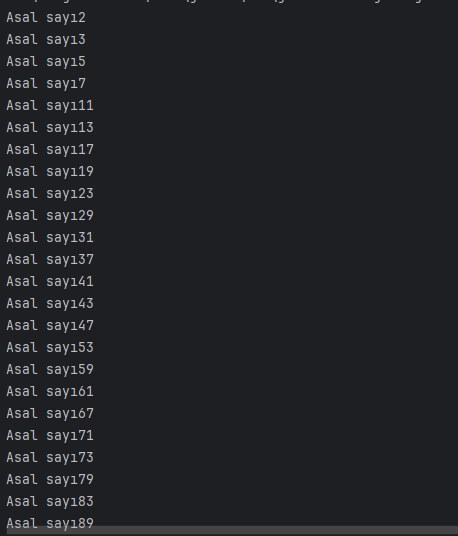 Asal sayı2
Asal sayı3
Asal sayı5
Asal sayı7
Asal sayı11
Asal sayı13
Asal sayı17
Asal sayı19
Asal sayı23
Asal sayı29
Asal sayı31
Asal sayı37
Asal sayı41
Asal sayı43
Asal sayı47
Asal sayı53
Asal sayı59
Asal sayı61
Asal sayı67
Asal sayı71
Asal sayı73
Asal sayı79
Asal sayı83
Asal sayı89